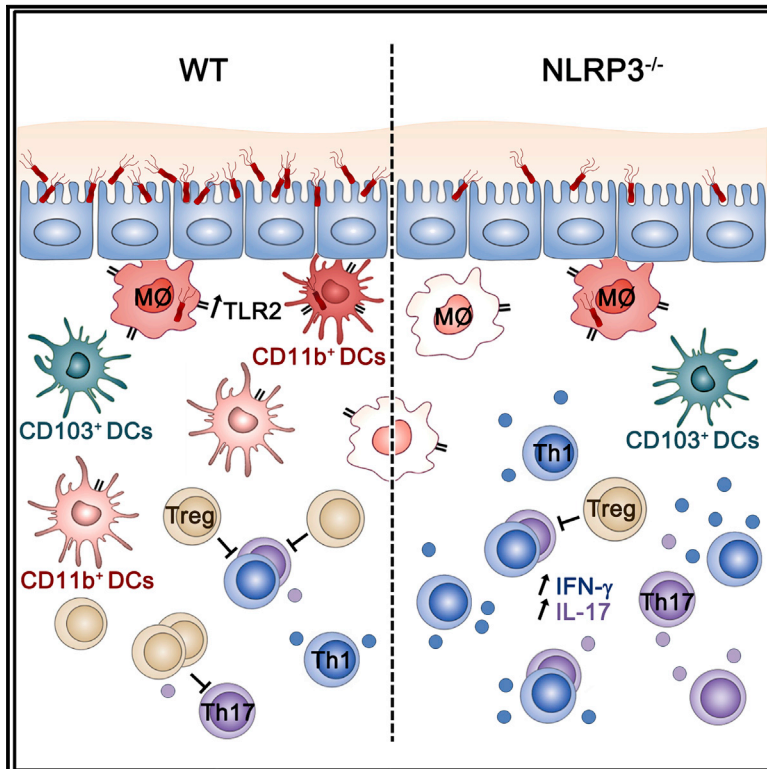 WT
NLRP3-/-
MØ
TLR2
CD11b+ DCs
MØ
MØ
CD103+ DCs
CD103+ DCs
Th1
Treg
Treg
CD11b+ DCs
IFN-γ
IL-17
Th17
Th1
Th17